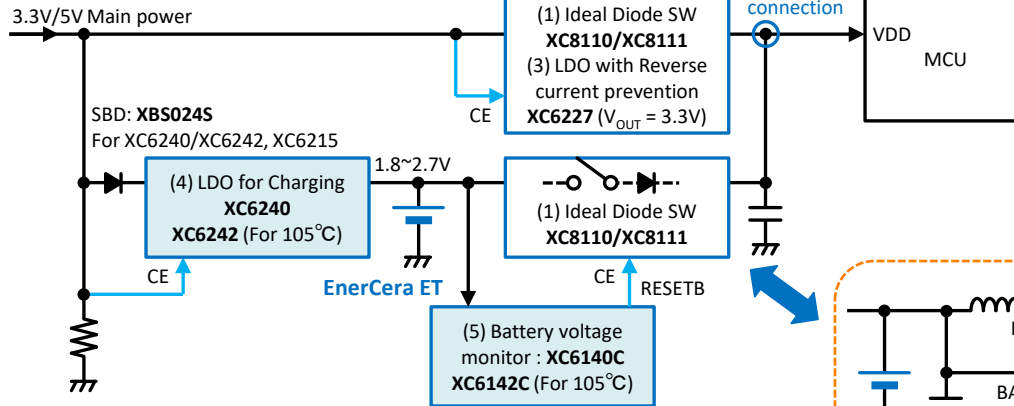 connection
3.3V/5V Main power
(1) Ideal Diode SW
XC8110/XC8111
(3) LDO with Reverse
current prevention
XC6227 (VOUT = 3.3V)
CE
VDD
MCU
SBD: XBS024S
For XC6240/XC6242, XC6215
1.8~2.7V
(4) LDO for Charging
XC6240
XC6242 (For 105℃)
CE
(1) Ideal Diode SW
XC8110/XC8111
CE
RESETB
EnerCera ET
(5) Battery voltage
monitor : XC6140C
XC6142C (For 105℃)